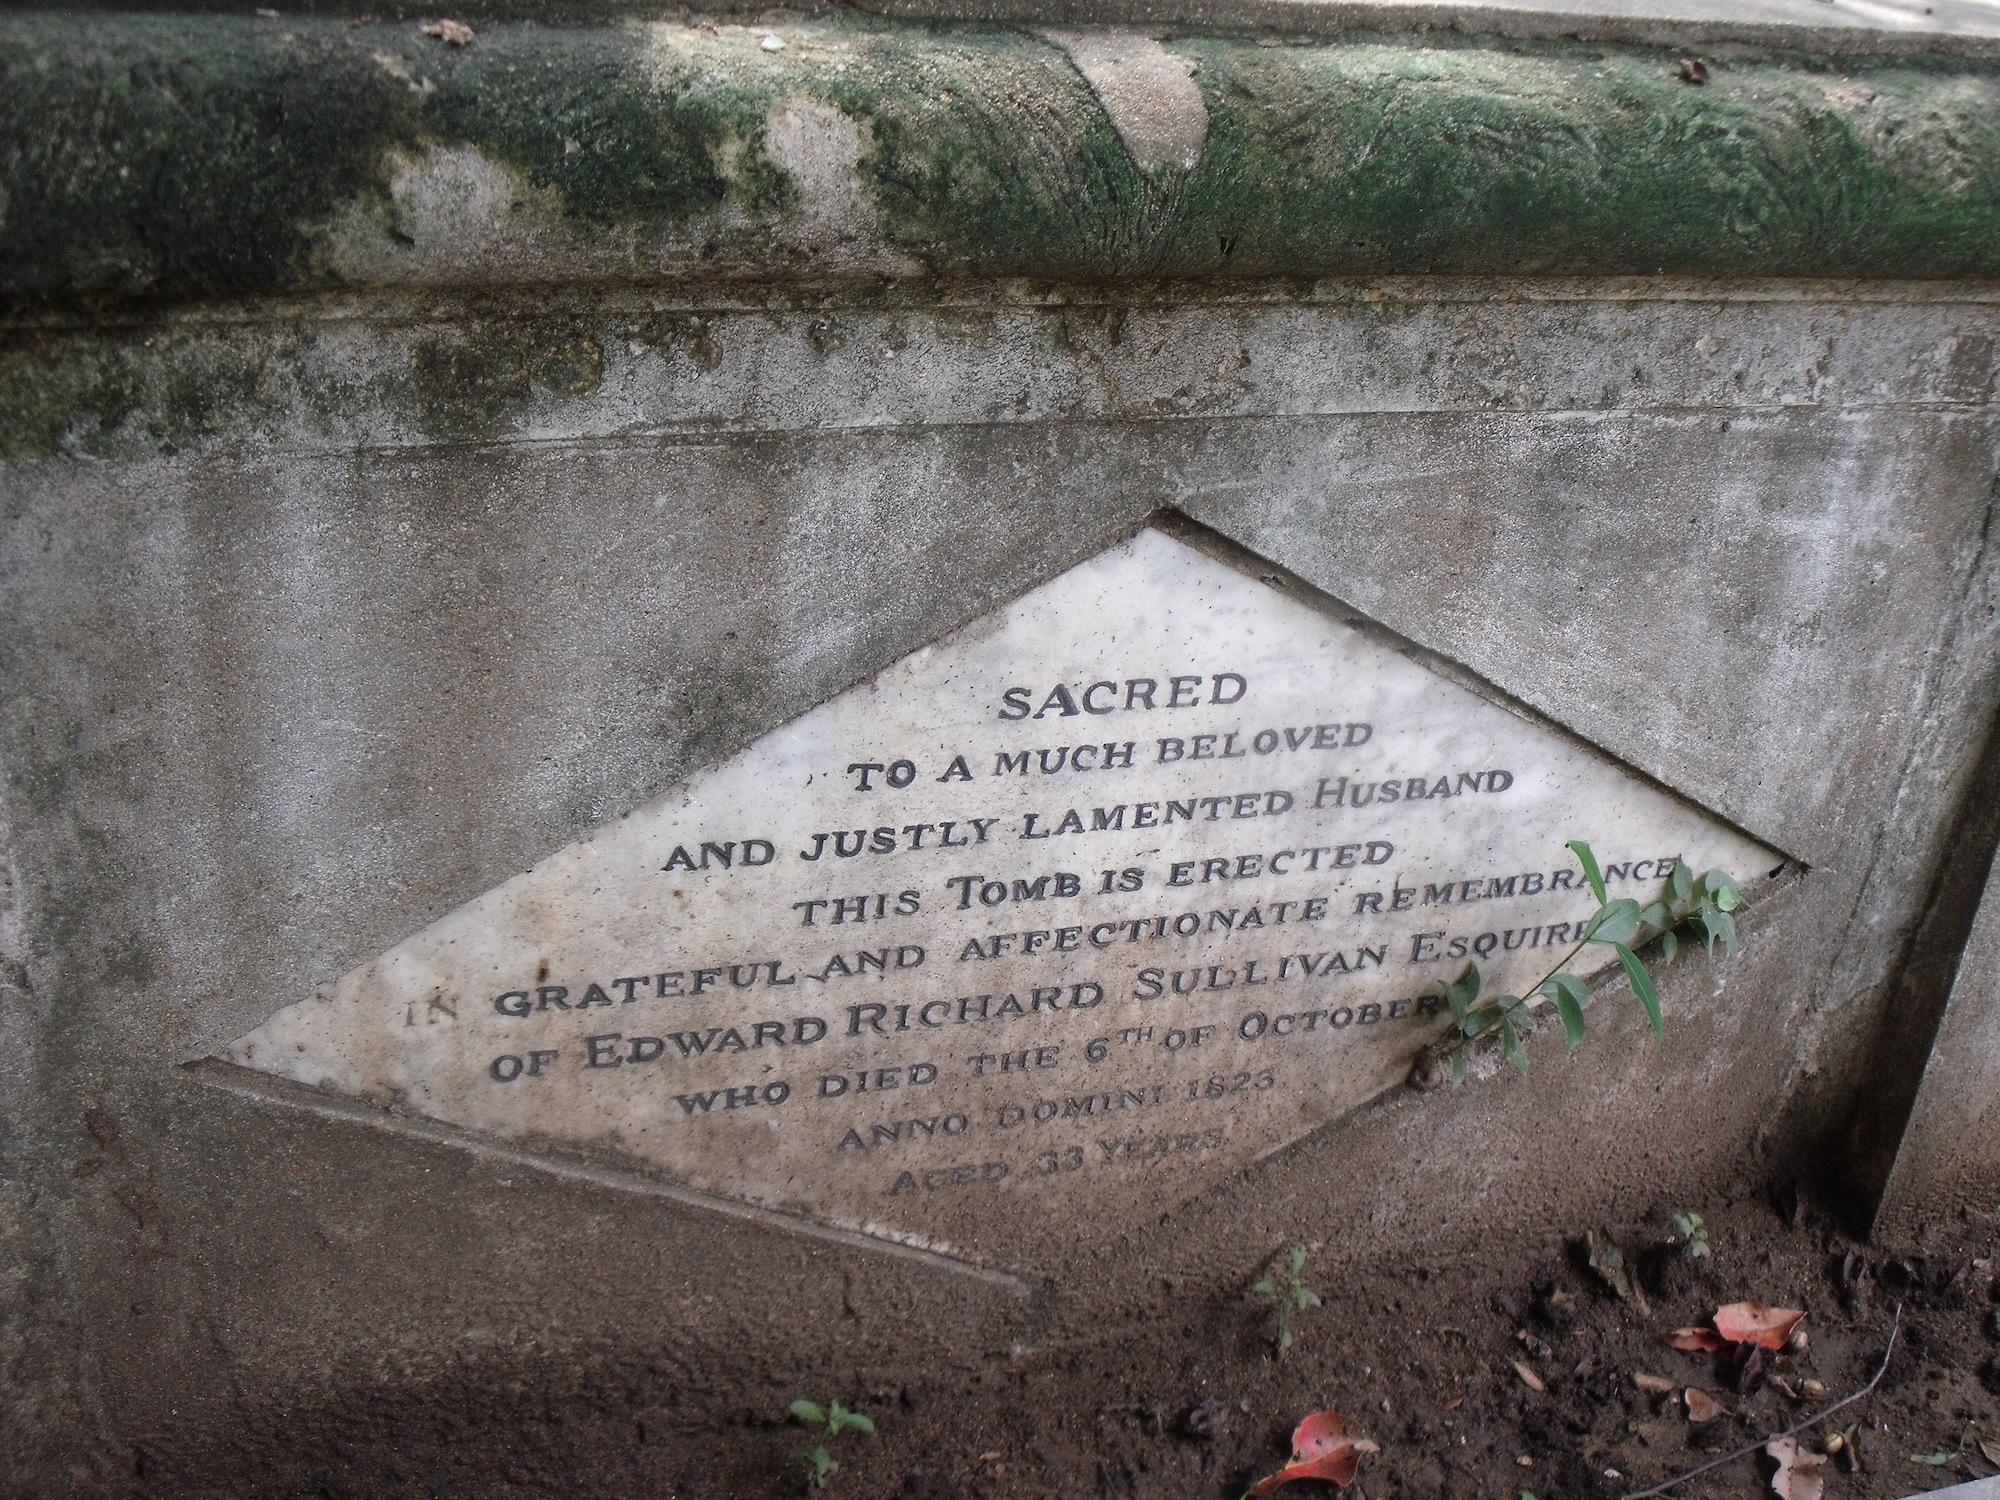 SACRED
TO A MUCH BELOVED
AND JUSTLY LAMENTED HUSBAND
THIS TOMB IS ERECTED
IN GRATEFUL AND AFFECTIONATE REMEMBRANCE
OF EDWARD RICHARD SULLIVAN ESQUIRE
WHO DIED THE 6TH OF OCTOBER
ANNO DOMINI 1823
AGED 33 YEARS